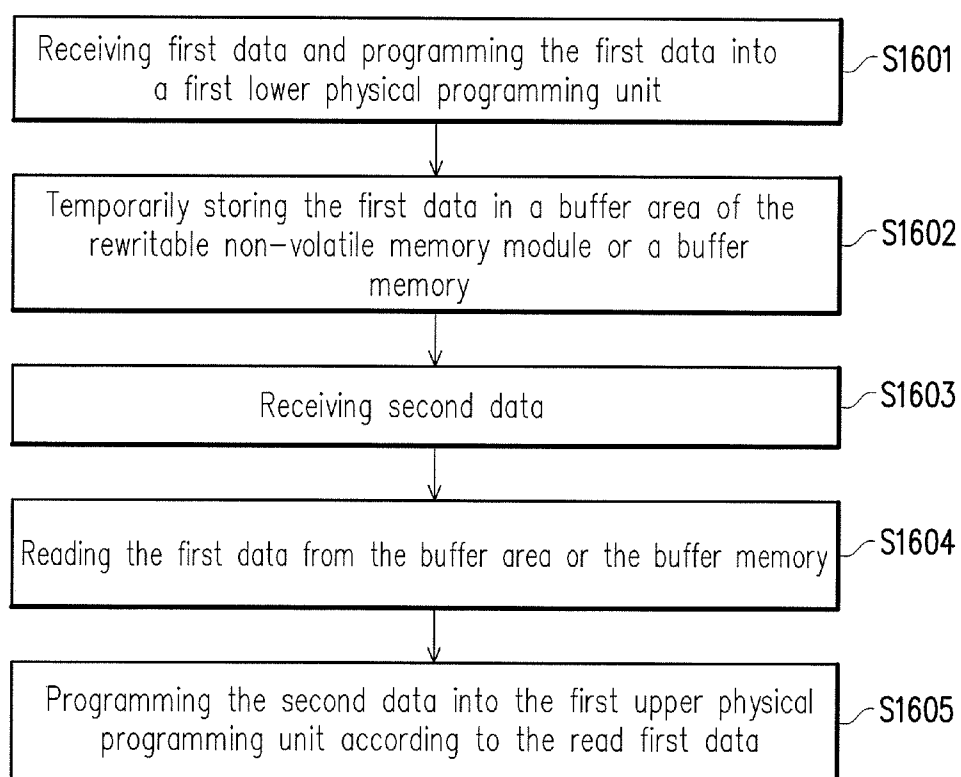 Receiving first data and programming the first data into
a first lower physical programming unit
S1601
Temporarily storing the first data in a buffer area of the
rewritable non-volatile memory module or a buffer
memory
S1602
Receiving second data
S1603
Reading the first data from the buffer area or the buffer memory
S1604
Programming the second data into the first upper physical
programming unit according to the read first data
S1605